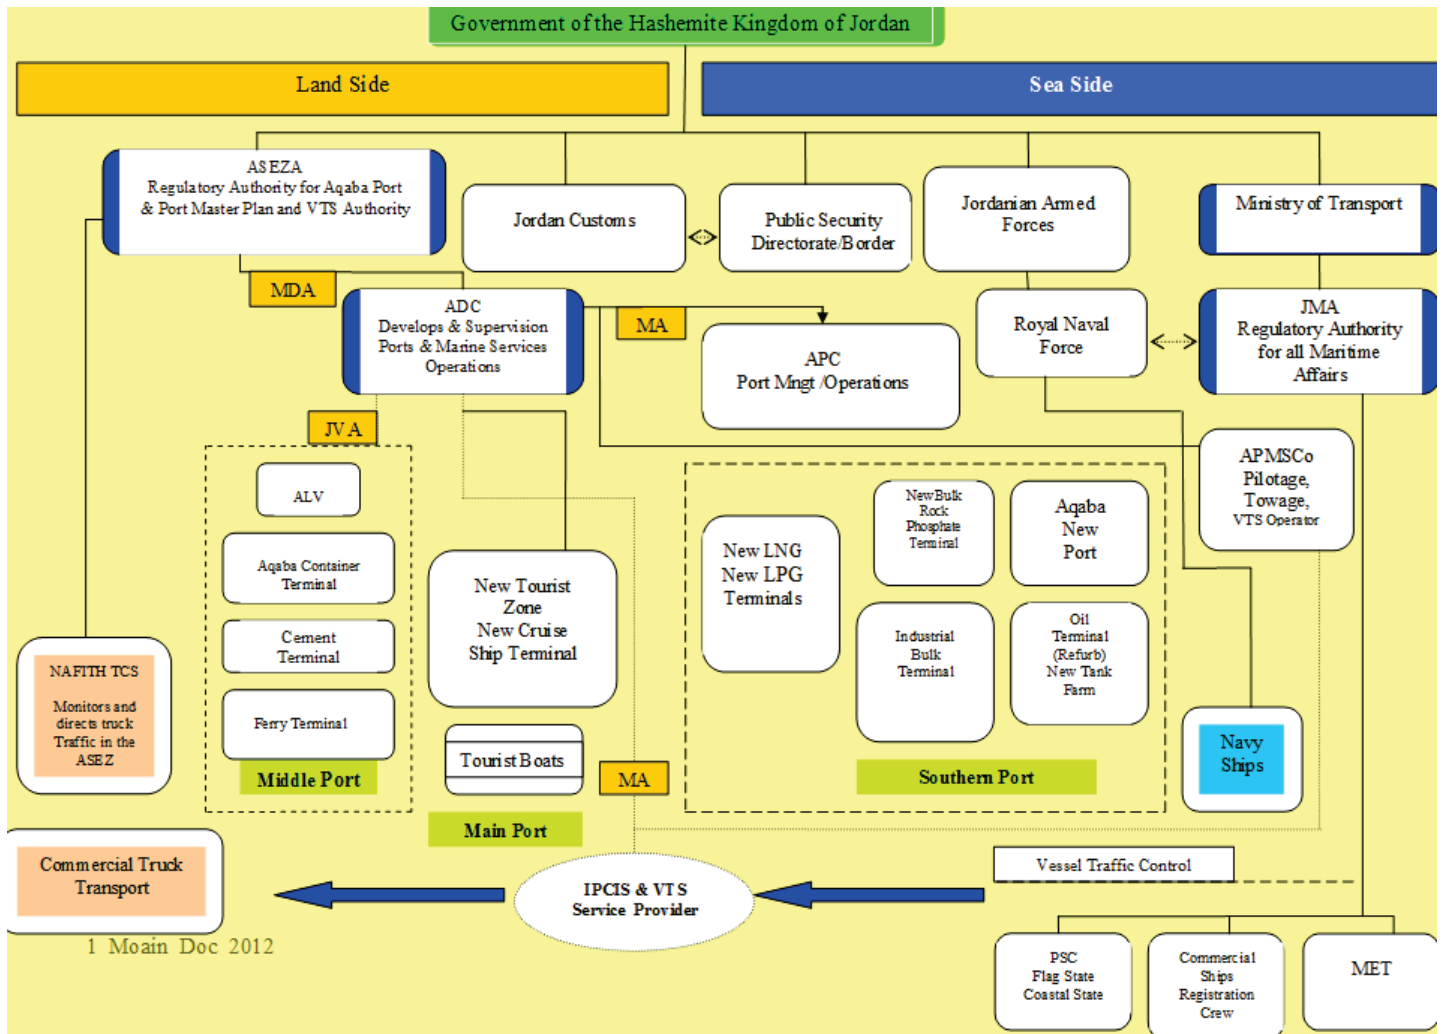 Government of the Hashemite Kingdom of Jordan
Land Side
Sea Side
ASEZA
Regulatory Authority for Aqaba Port
& Port Master Plan and VTS Authority
Jordan Customs
Public Security
Directorate/Border
Jordanian Armed
Forces
Ministry of Transport
MDA
ADC
Develops & Supervision
Ports & Marine Services
Operations
MA
APC
Port Mngt /Operations
Royal Naval
Force
JMA
Regulatory Authority
for all Maritime
Affairs
JVA
ALV
Aqaba Container
Terminal
Cement
Terminal
Ferry Terminal
Middle Port
New Tourist
Zone
New Cruise
Ship Terminal
Tourist Boats
Main Port
MA
New LNG
New LPG
Terminals
New Bulk
Rock
Phosphate
Terminal
Aqaba
New
Port
Industrial
Bulk
Terminal
Oil
Terminal
(Refurb)
New Tank
Farm
Southern Port
APMSCo
Pilotage,
Towage,
VTS Operator
Navy
Ships
NAFITH TCS
Monitors and
directs truck
Traffic in the
ASEZ
Commercial Truck
Transport
IPCIS & VTS
Service Provider
Vessel Traffic Control
PSC
Flag State
Coastal State
Commercial
Ships
Registration
Crew
MET
1 Moain Doc 2012